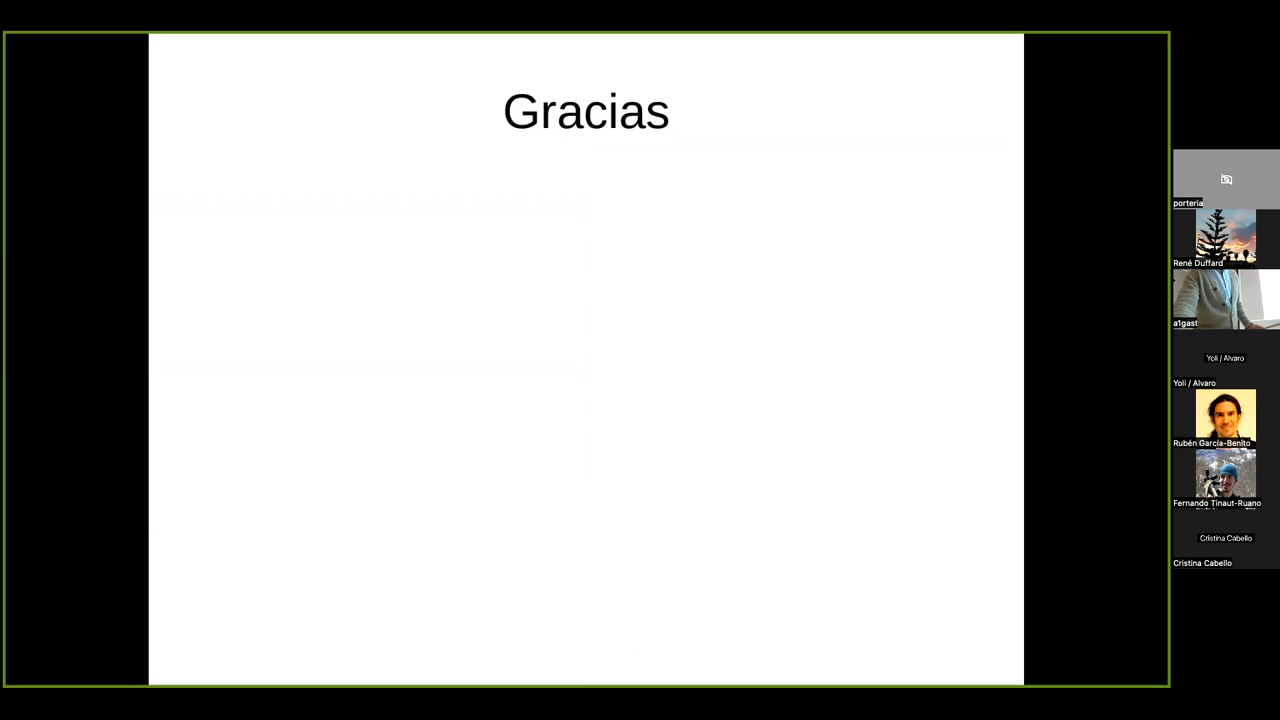 Gracias
porteria
René Duffard
a1gast
Yoli / Alvaro
Yoli / Alvaro
Rubén García-Benito
Fernando Tinaut-Ruano
Cristina Cabello
Cristina Cabello